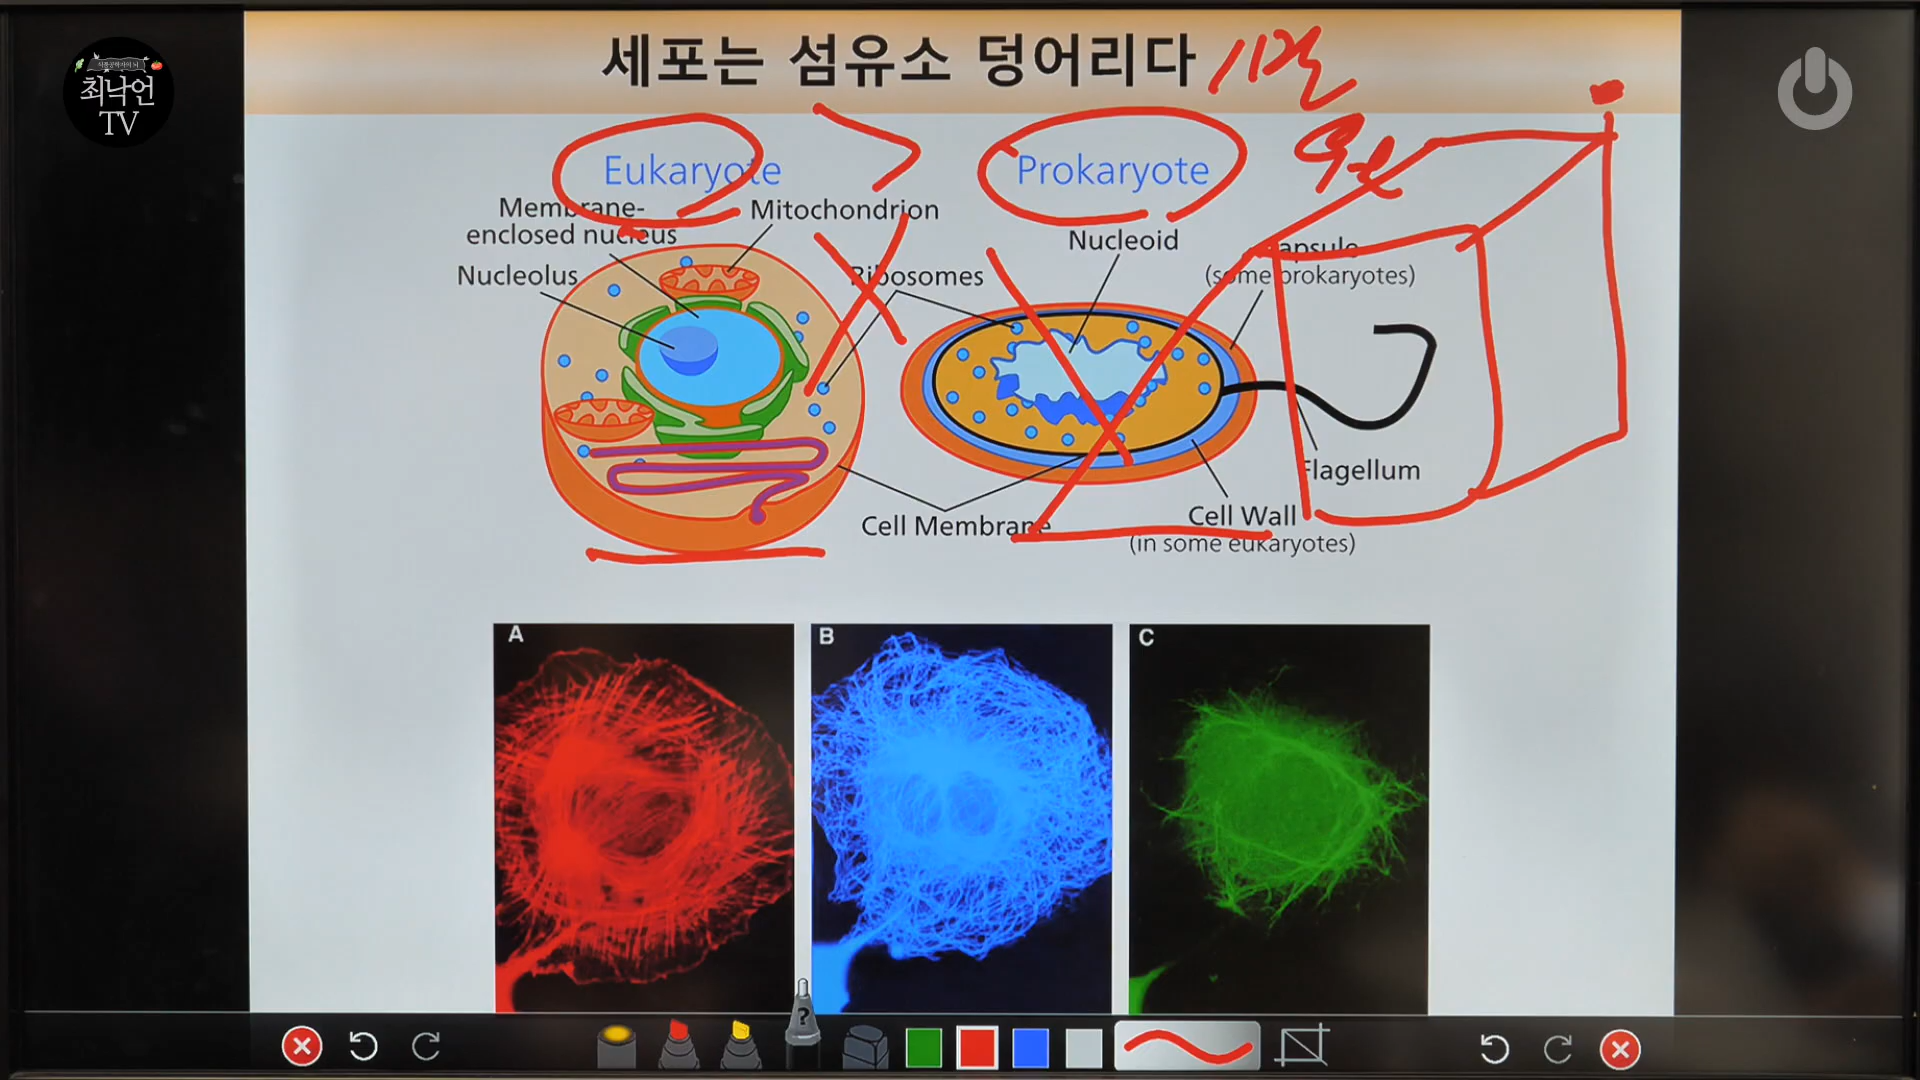 세포는 섬유소 덩어리다
최낙언
TV
Eukaryote
Prokaryote
Membrane-
enclosed nucleus
Mitochondrion
Nucleolus
Ribosomes
Nucleoid
Capsule
(some prokaryotes)
Flagellum
Cell Membrane
Cell Wall
(in some eukaryotes)
A
B
C
?